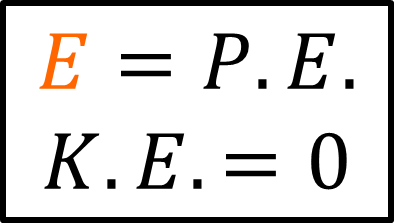 E = P.E.
K.E. = 0